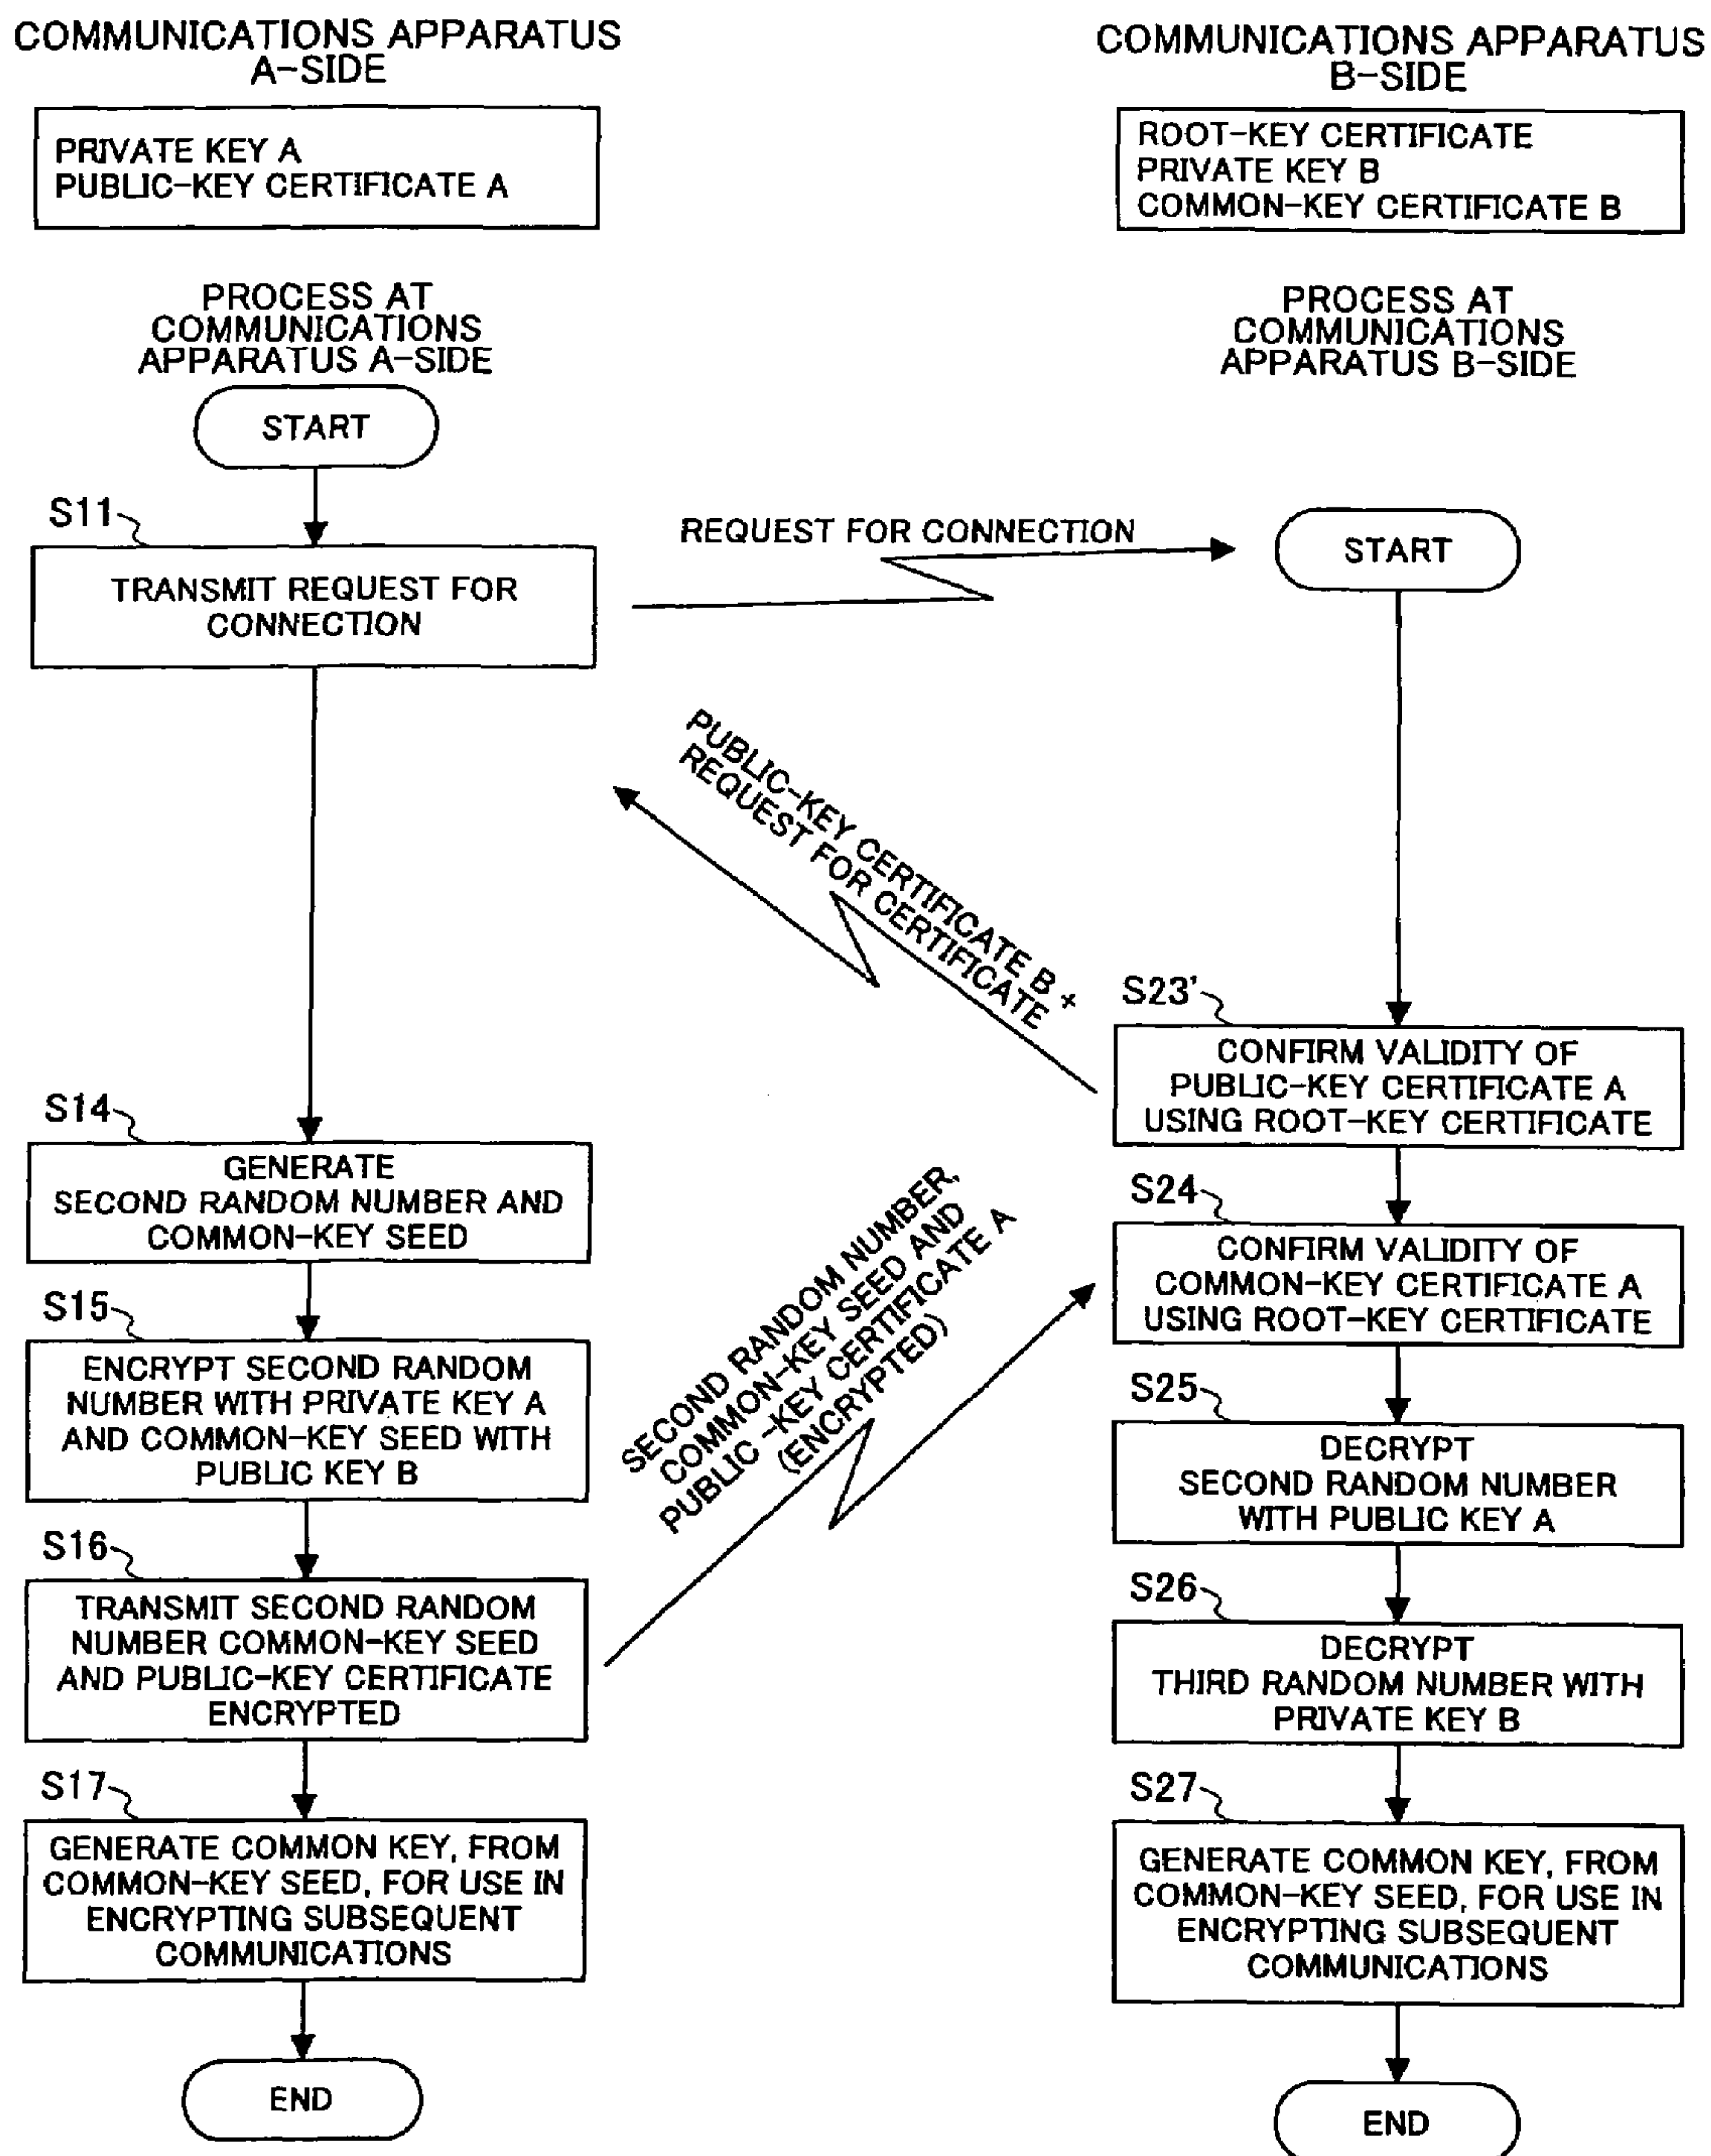 COMMUNICATIONS APPARATUS
A-SIDE
PRIVATE KEY A
PUBLIC-KEY CERTIFICATE A
PROCESS AT
COMMUNICATIONS
APPARATUS A-SIDE
START
S11
TRANSMIT REQUEST FOR
CONNECTION
S14
GENERATE
SECOND RANDOM NUMBER AND
COMMON-KEY SEED
S15
ENCRYPT SECOND RANDOM
NUMBER WITH PRIVATE KEY A
AND COMMON-KEY SEED WITH
PUBLIC KEY B
S16
TRANSMIT SECOND RANDOM
NUMBER COMMON-KEY SEED
AND PUBLIC-KEY CERTIFICATE
ENCRYPTED
S17
GENERATE COMMON KEY, FROM
COMMON-KEY SEED, FOR USE IN
ENCRYPTING SUBSEQUENT
COMMUNICATIONS
END
REQUEST FOR CONNECTION
PUBLIC-KEY CERTIFICATE B +
REQUEST FOR CERTIFICATE
SECOND RANDOM NUMBER,
COMMON-KEY SEED AND
PUBLIC -KEY CERTIFICATE A
(ENCRYPTED)
COMMUNICATIONS APPARATUS
B-SIDE
ROOT-KEY CERTIFICATE
PRIVATE KEY B
COMMON-KEY CERTIFICATE B
PROCESS AT
COMMUNICATIONS
APPARATUS B-SIDE
START
S23'
CONFIRM VALIDITY OF
PUBLIC-KEY CERTIFICATE A
USING ROOT-KEY CERTIFICATE
S24
CONFIRM VALIDITY OF
COMMON-KEY CERTIFICATE A
USING ROOT-KEY CERTIFICATE
S25
DECRYPT
SECOND RANDOM NUMBER
WITH PUBLIC KEY A
S26
DECRYPT
THIRD RANDOM NUMBER WITH
PRIVATE KEY B
S27
GENERATE COMMON KEY, FROM
COMMON-KEY SEED, FOR USE IN
ENCRYPTING SUBSEQUENT
COMMUNICATIONS
END